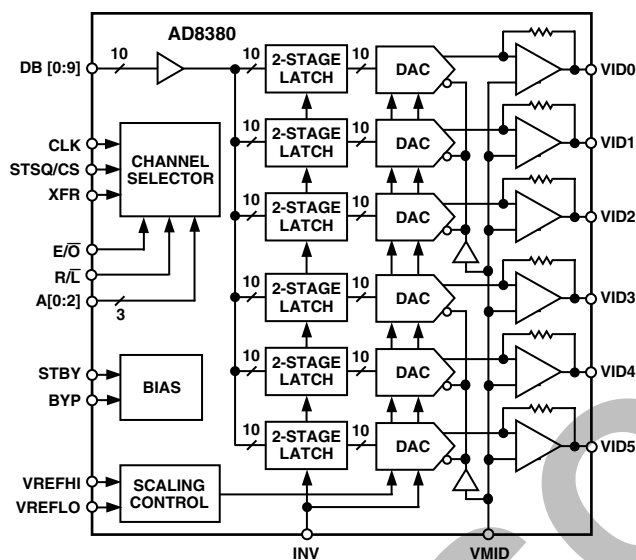 AD8380
DB [0:9]
10
10
2-STAGE
LATCH
10
DAC
VID0
CLK
STSQ/CS
XFR
CHANNEL
SELECTOR
10
2-STAGE
LATCH
10
DAC
VID1
E/O̅
R/L̅
A[0:2]
3
10
2-STAGE
LATCH
10
DAC
VID2
10
2-STAGE
LATCH
10
DAC
VID3
STBY
BYP
BIAS
10
2-STAGE
LATCH
10
DAC
VID4
10
2-STAGE
LATCH
10
DAC
VID5
VREFHI
VREFLO
SCALING
CONTROL
INV
VMID